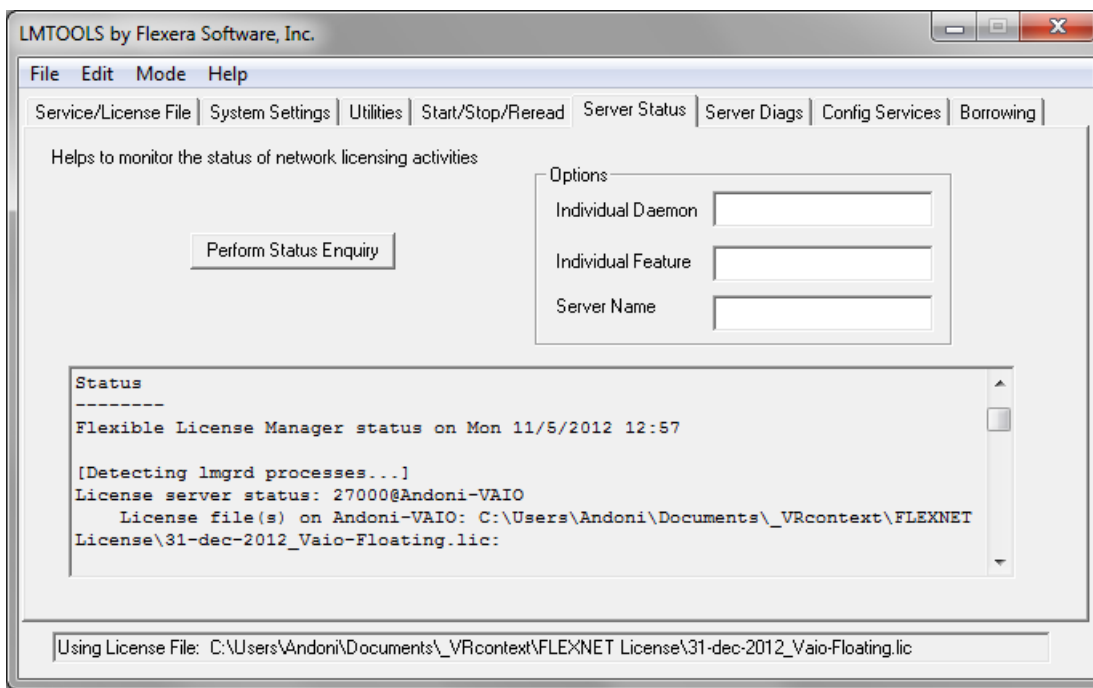 LMTOOLS by Flexera Software, Inc.
File Edit Mode Help
Service/License File System Settings Utilities Start/Stop/Reread Server Status Server Diags Config Services Borrowing
Helps to monitor the status of network licensing activities
Options
Individual Daemon
Perform Status Enquiry
Individual Feature
Server Name
Status
--------
Flexible License Manager status on Mon 11/5/2012 12:57
[Detecting lmgrd processes...]
License server status: 27000@Andoni-VAIO
License file(s) on Andoni-VAIO: C:\Users\Andoni\Documents\_VRcontext\FLEXNET
License\31-dec-2012_Vaio-Floating.lic:
Using License File: C:\Users\Andoni\Documents\_VRcontext\FLEXNET License\31-dec-2012_Vaio-Floating.lic